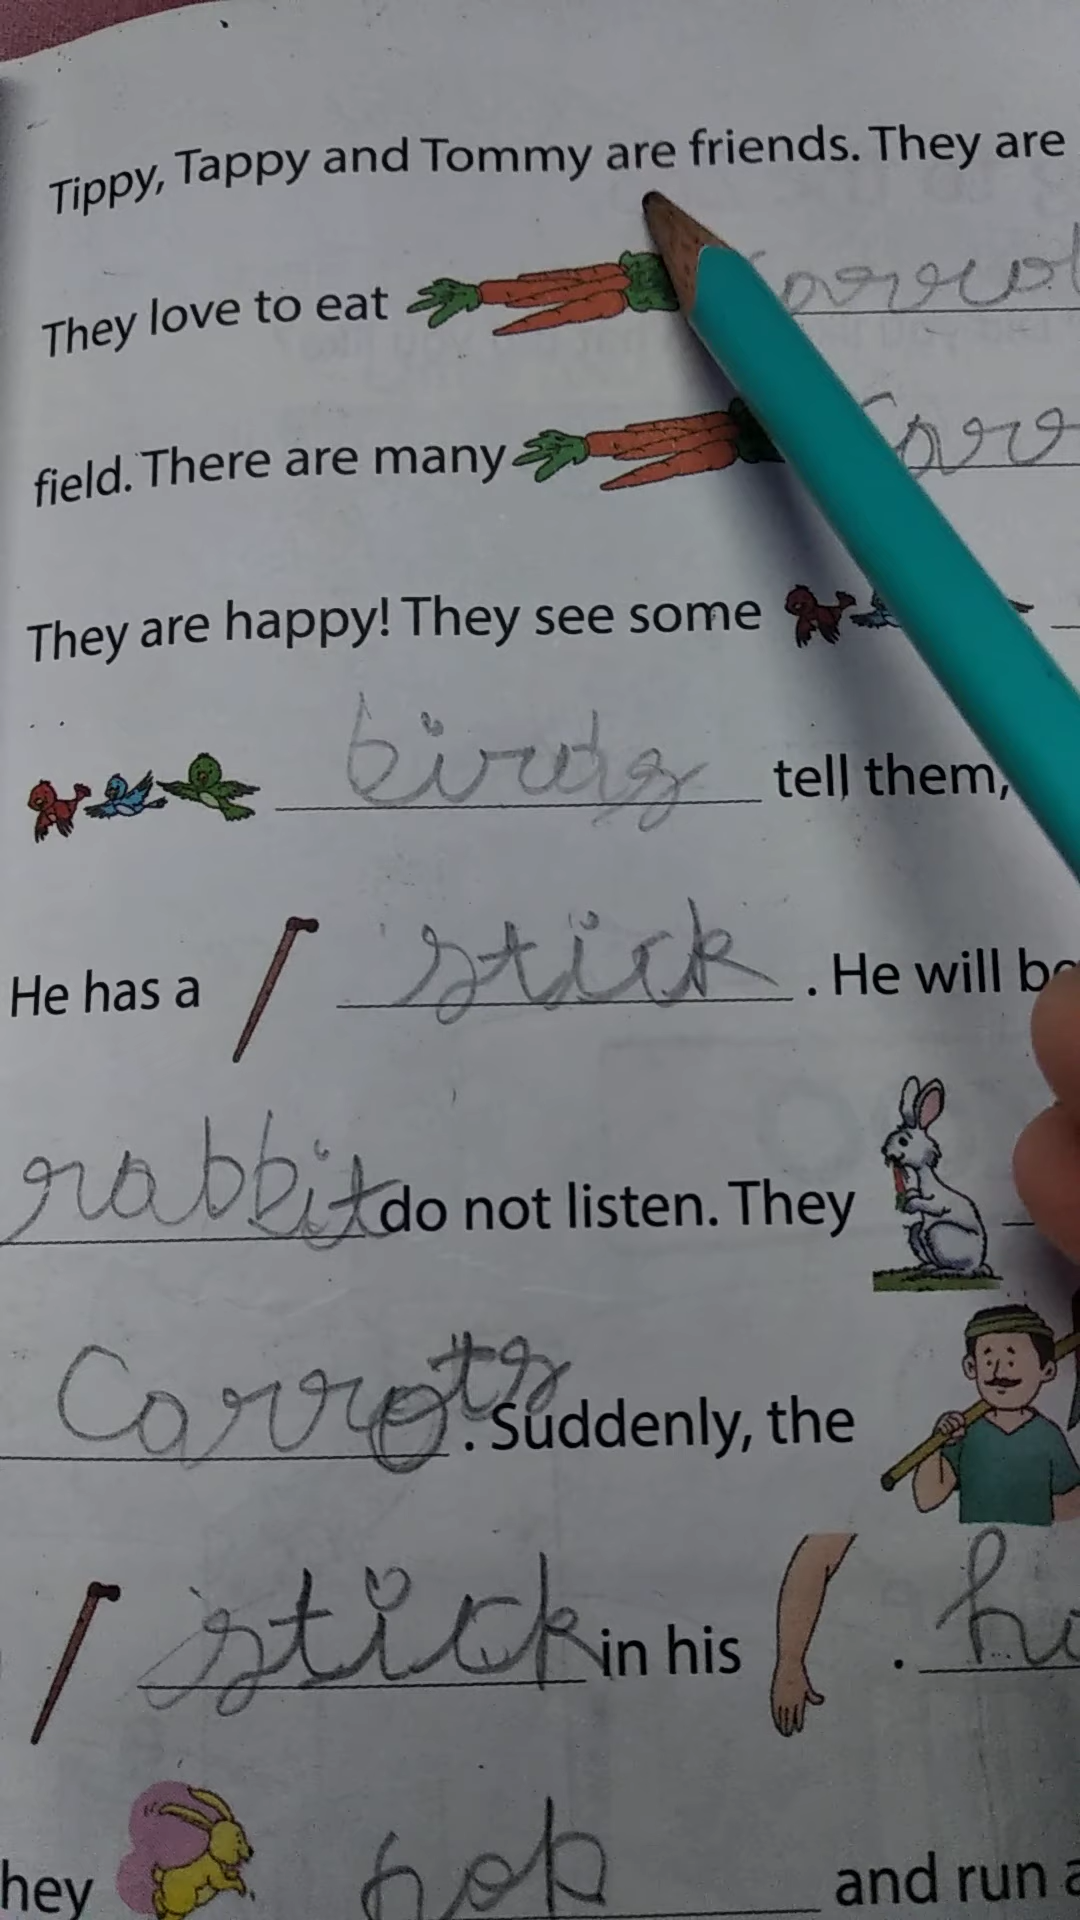 Tippy, Tappy and Tommy are friends. They are
They love to eat
field. There are many
They are happy! They see some
birds tell them,
He has a stick . He will
rabbit do not listen. They
Carrots . Suddenly, the
stick in his .
hey hop and run